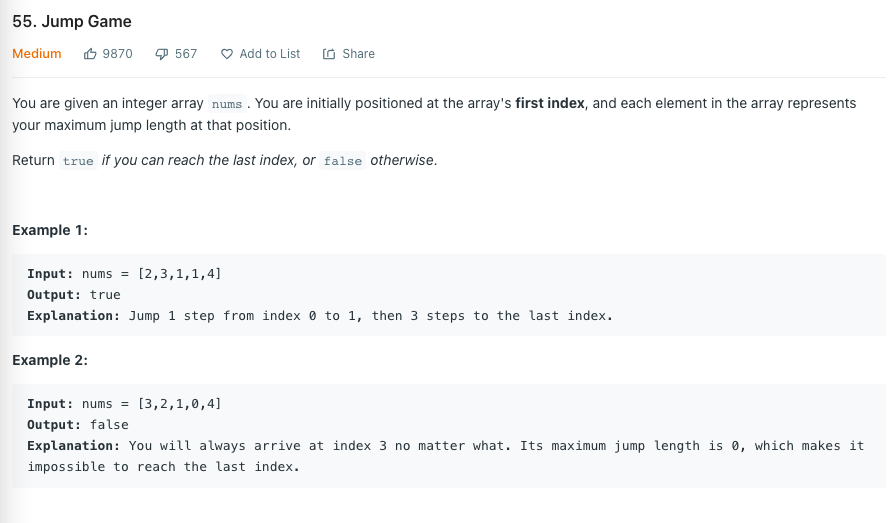 55. Jump Game
Medium 9870 567 Add to List Share
You are given an integer array nums . You are initially positioned at the array's first index, and each element in the array represents
your maximum jump length at that position.
Return true if you can reach the last index, or false otherwise.
Example 1:
Input: nums = [2,3,1,1,4]
Output: true
Explanation: Jump 1 step from index 0 to 1, then 3 steps to the last index.
Example 2:
Input: nums = [3,2,1,0,4]
Output: false
Explanation: You will always arrive at index 3 no matter what. Its maximum jump length is 0, which makes it
impossible to reach the last index.